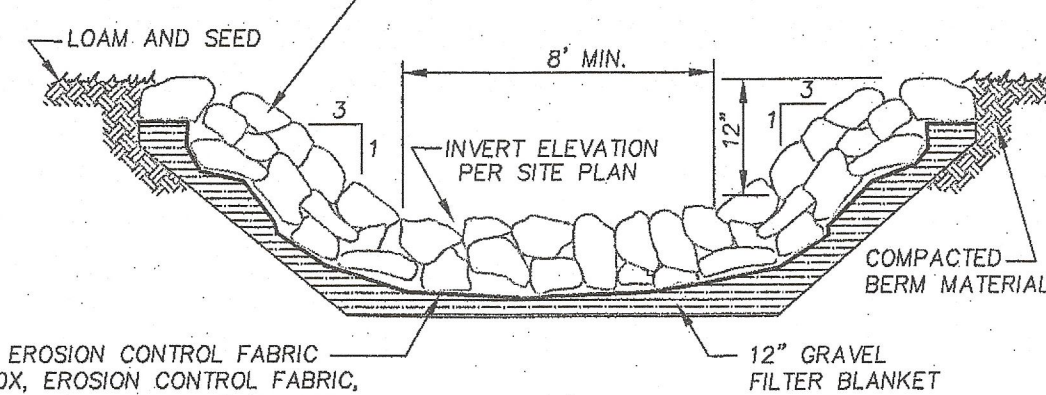 LOAM AND SEED
8' MIN.
3
1
12"
3
1
INVERT ELEVATION
PER SITE PLAN
COMPACTED
BERM MATERIAL
EROSION CONTROL FABRIC
OX, EROSION CONTROL FABRIC,
12" GRAVEL
FILTER BLANKET